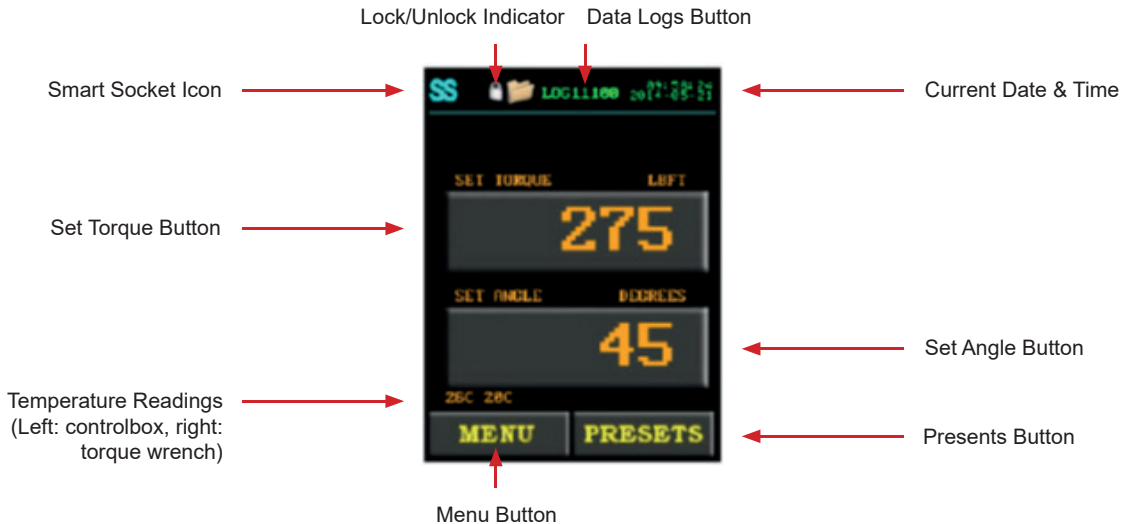 Lock/Unlock Indicator
Data Logs Button
Smart Socket Icon
SS
LOG11100
Current Date & Time
SET TORQUE
LBFT
Set Torque Button
275
SET ANGLE
DEGREES
45
Set Angle Button
Temperature Readings
(Left: controlbox, right:
torque wrench)
26C 20C
MENU
PRESETS
Presents Button
Menu Button